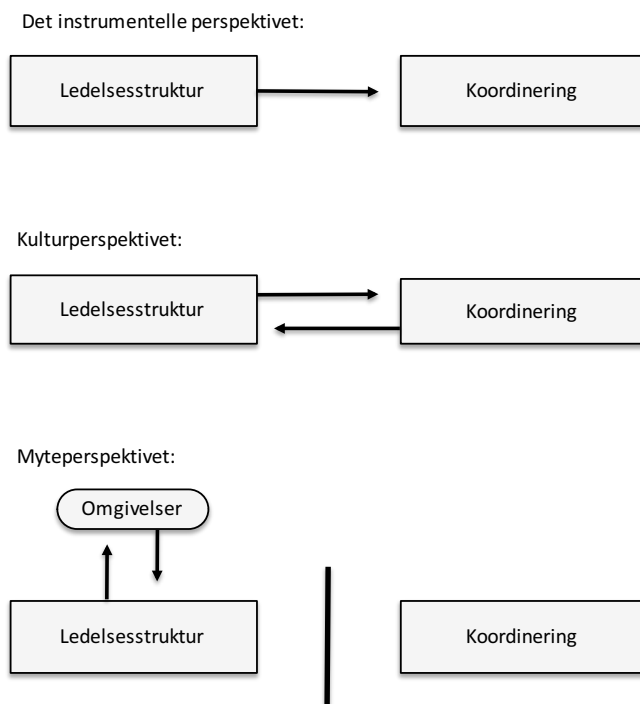 Det instrumentelle perspektivet:
Ledelsesstruktur
Koordinering
Kulturperspektivet:
Ledelsesstruktur
Koordinering
Myteperspektivet:
Omgivelser
Ledelsesstruktur
Koordinering